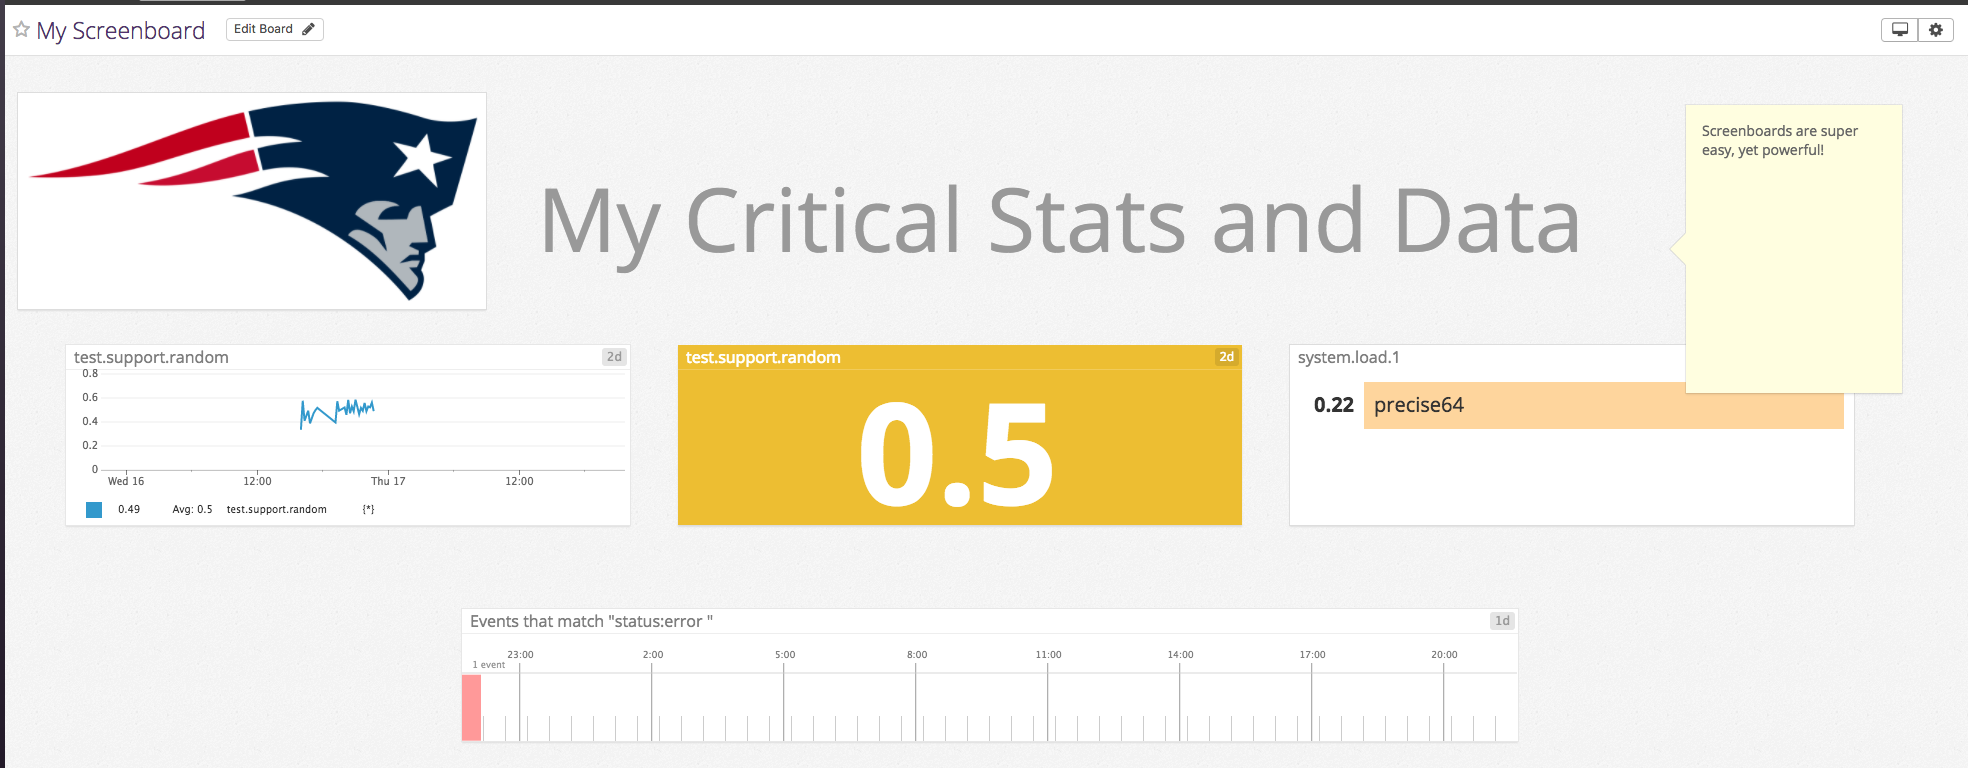 My Screenboard
Edit Board
Screenboards are super
easy, yet powerful!
My Critical Stats and Data
test.support.random 2d
0.8
0.6
0.4
0.2
0
Wed 16 12:00 Thu 17 12:00
0.49 Avg: 0.5 test.support.random {*}
test.support.random 2d
0.5
system.load.1
0.22 precise64
Events that match "status:error " 1d
23:00 2:00 5:00 8:00 11:00 14:00 17:00 20:00
1 event